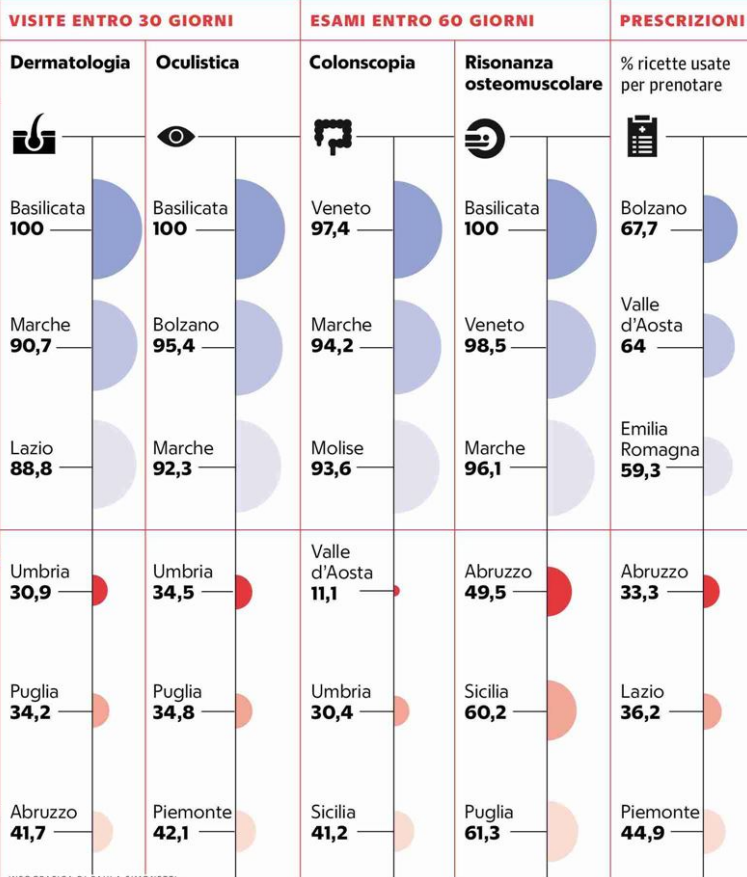 VISITE ENTRO 30 GIORNI
ESAMI ENTRO 60 GIORNI
PRESCRIZIONI
Dermatologia
Oculistica
Colonscopia
Risonanza
osteomuscolare
% ricette usate
per prenotare
Basilicata
100
Marche
90,7
Lazio
88,8
Umbria
30,9
Puglia
34,2
Abruzzo
41,7
Basilicata
100
Bolzano
95,4
Marche
92,3
Umbria
34,5
Puglia
34,8
Piemonte
42,1
Veneto
97,4
Marche
94,2
Molise
93,6
Valle
d'Aosta
11,1
Umbria
30,4
Sicilia
41,2
Basilicata
100
Veneto
98,5
Marche
96,1
Abruzzo
49,5
Sicilia
60,2
Puglia
61,3
Bolzano
67,7
Valle
d'Aosta
64
Emilia
Romagna
59,3
Abruzzo
33,3
Lazio
36,2
Piemonte
44,9